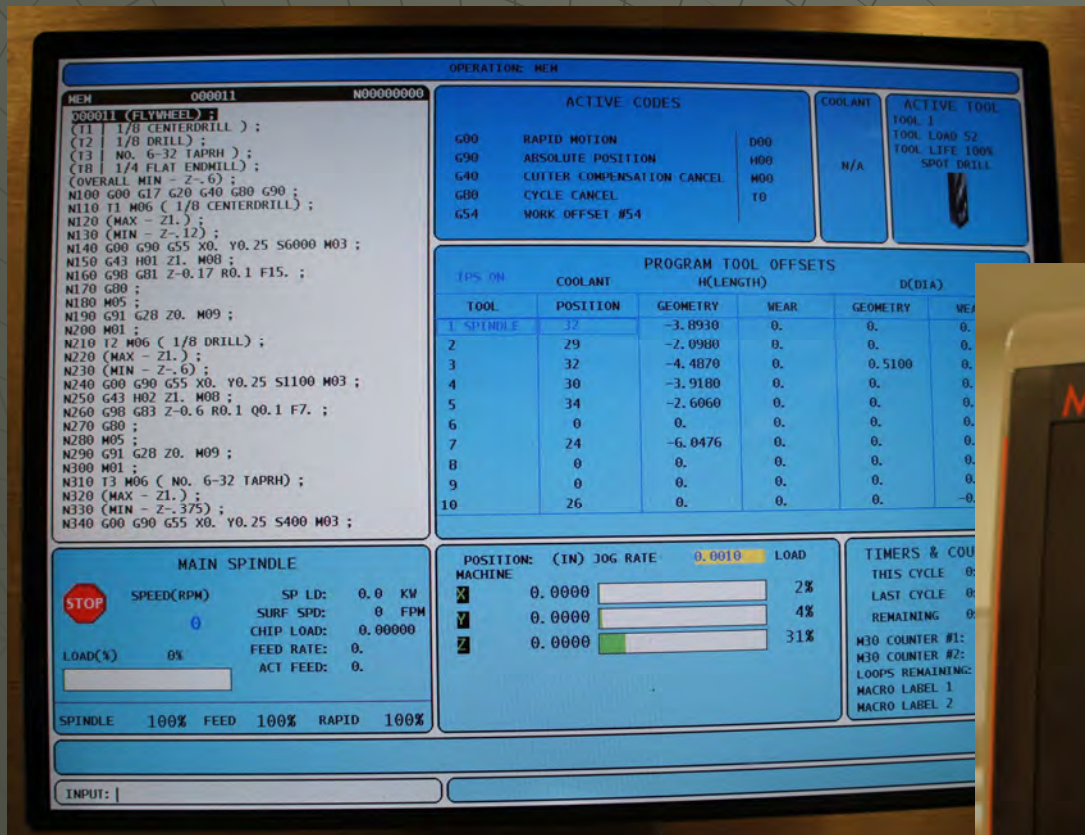 OPERATION: MEM
MEM O00011 N00000000
O00011 (FLYWHEEL) ;
(T1 | 1/8 CENTERDRILL ) ;
(T2 | 1/8 DRILL) ;
(T3 | NO. 6-32 TAPRH ) ;
(T8 | 1/4 FLAT ENDMILL) ;
(OVERALL MIN - Z-.6) ;
N100 G00 G17 G20 G40 G80 G90 ;
N110 T1 M06 ( 1/8 CENTERDRILL) ;
N120 (MAX - Z1.) ;
N130 (MIN - Z-.12) ;
N140 G00 G90 G55 X0. Y0.25 S6000 M03 ;
N150 G43 H01 Z1. M08 ;
N160 G98 G81 Z-0.17 R0.1 F15. ;
N170 G80 ;
N180 M05 ;
N190 G91 G28 Z0. M09 ;
N200 M01 ;
N210 T2 M06 ( 1/8 DRILL) ;
N220 (MAX - Z1.) ;
N230 (MIN - Z-.6) ;
N240 G00 G90 G55 X0. Y0.25 S1100 M03 ;
N250 G43 H02 Z1. M08 ;
N260 G98 G83 Z-0.6 R0.1 Q0.1 F7. ;
N270 G80 ;
N280 M05 ;
N290 G91 G28 Z0. M09 ;
N300 M01 ;
N310 T3 M06 ( NO. 6-32 TAPRH) ;
N320 (MAX - Z1.) ;
N330 (MIN - Z-.375) ;
N340 G00 G90 G55 X0. Y0.25 S400 M03 ;
ACTIVE CODES
G00 RAPID MOTION D00
G90 ABSOLUTE POSITION H00
G40 CUTTER COMPENSATION CANCEL M00
G80 CYCLE CANCEL T0
G54 WORK OFFSET #54
COOLANT
N/A
ACTIVE TOOL
TOOL 1
TOOL LOAD 52
TOOL LIFE 100%
SPOT DRILL
PROGRAM TOOL OFFSETS
IPS ON COOLANT H(LENGTH) D(DIA)
TOOL POSITION GEOMETRY WEAR GEOMETRY
1 SPINDLE 32 -3.8930 0. 0. 0.
2 29 -2.0980 0. 0. 0.
3 32 -4.4870 0. 0.5100 0.
4 30 -3.9180 0. 0. 0.
5 34 -2.6060 0. 0. 0.
6 0 0. 0. 0. 0.
7 24 -6.0476 0. 0. 0.
8 0 0. 0. 0. 0.
9 0 0. 0. 0. 0.
10 26 0. 0. 0. -0.
MAIN SPINDLE
STOP
SPEED(RPM)
0
SP LD: 0.0 KW
SURF SPD: 0 FPM
CHIP LOAD: 0.00000
FEED RATE: 0.
ACT FEED: 0.
LOAD(%) 0%
SPINDLE 100% FEED 100% RAPID 100%
POSITION: (IN) JOG RATE 0.0010 LOAD
MACHINE
X 0.0000 2%
Y 0.0000 4%
Z 0.0000 31%
TIMERS & COU
THIS CYCLE 0:
LAST CYCLE 0:
REMAINING 0:
M30 COUNTER #1:
M30 COUNTER #2:
LOOPS REMAINING:
MACRO LABEL 1
MACRO LABEL 2
INPUT:
M